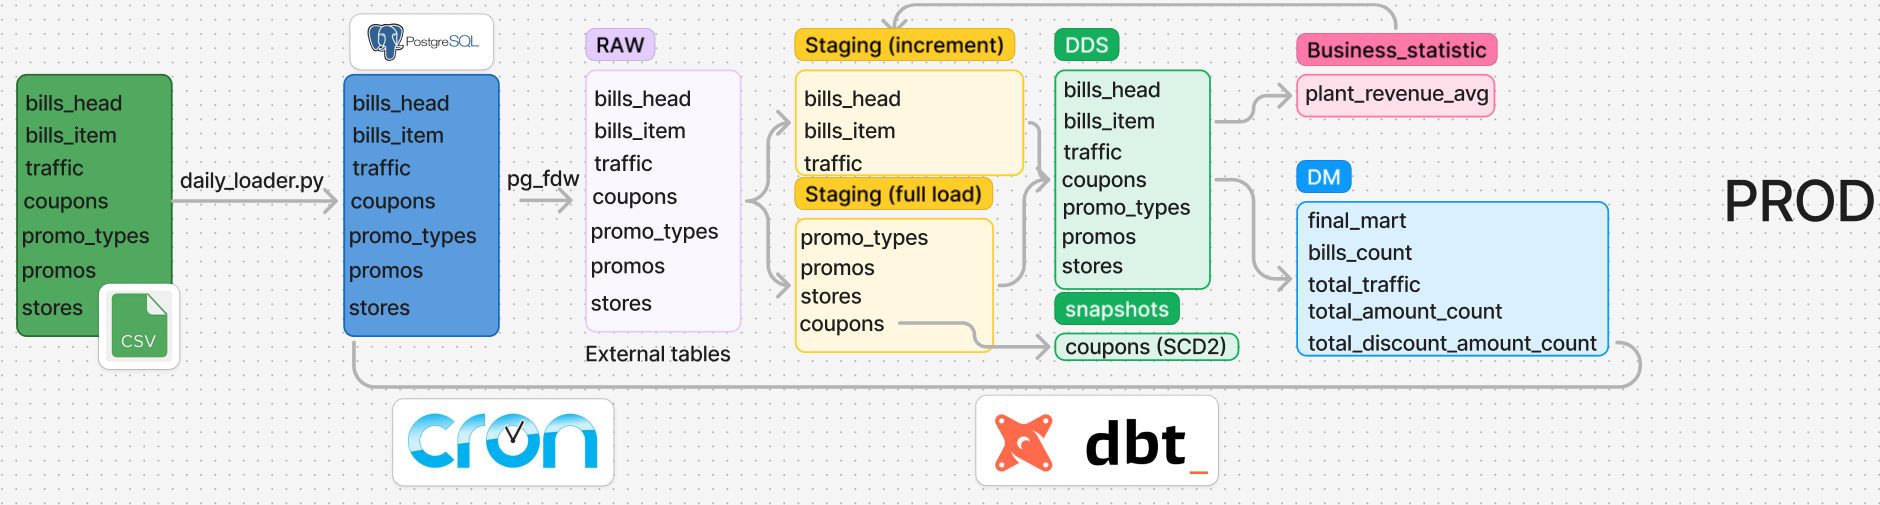 bills_head
bills_item
traffic
coupons
promo_types
promos
stores
CSV
daily_loader.py
PostgreSQL
bills_head
bills_item
traffic
coupons
promo_types
promos
stores
pg_fdw
RAW
bills_head
bills_item
traffic
coupons
promo_types
promos
stores
External tables
Staging (increment)
bills_head
bills_item
traffic
Staging (full load)
promo_types
promos
stores
coupons
DDS
bills_head
bills_item
traffic
coupons
promo_types
promos
stores
snapshots
coupons (SCD2)
Business_statistic
plant_revenue_avg
DM
final_mart
bills_count
total_traffic
total_amount_count
total_discount_amount_count
PROD
cron
dbt_